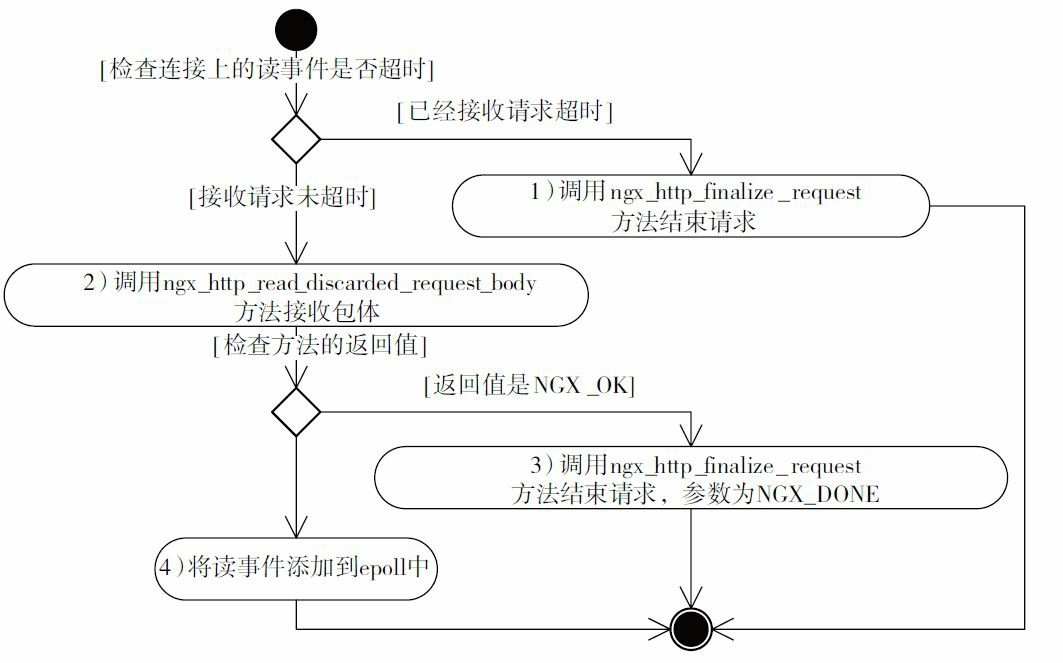 [检查连接上的读事件是否超时]
[已经接收请求超时]
1)调用ngx_http_finalize_request
方法结束请求
[接收请求未超时]
2)调用ngx_http_read_discarded_request_body
方法接收包体
[检查方法的返回值]
[返回值是NGX_OK]
3)调用ngx_http_finalize_request
方法结束请求，参数为NGX_DONE
4)将读事件添加到epoll中